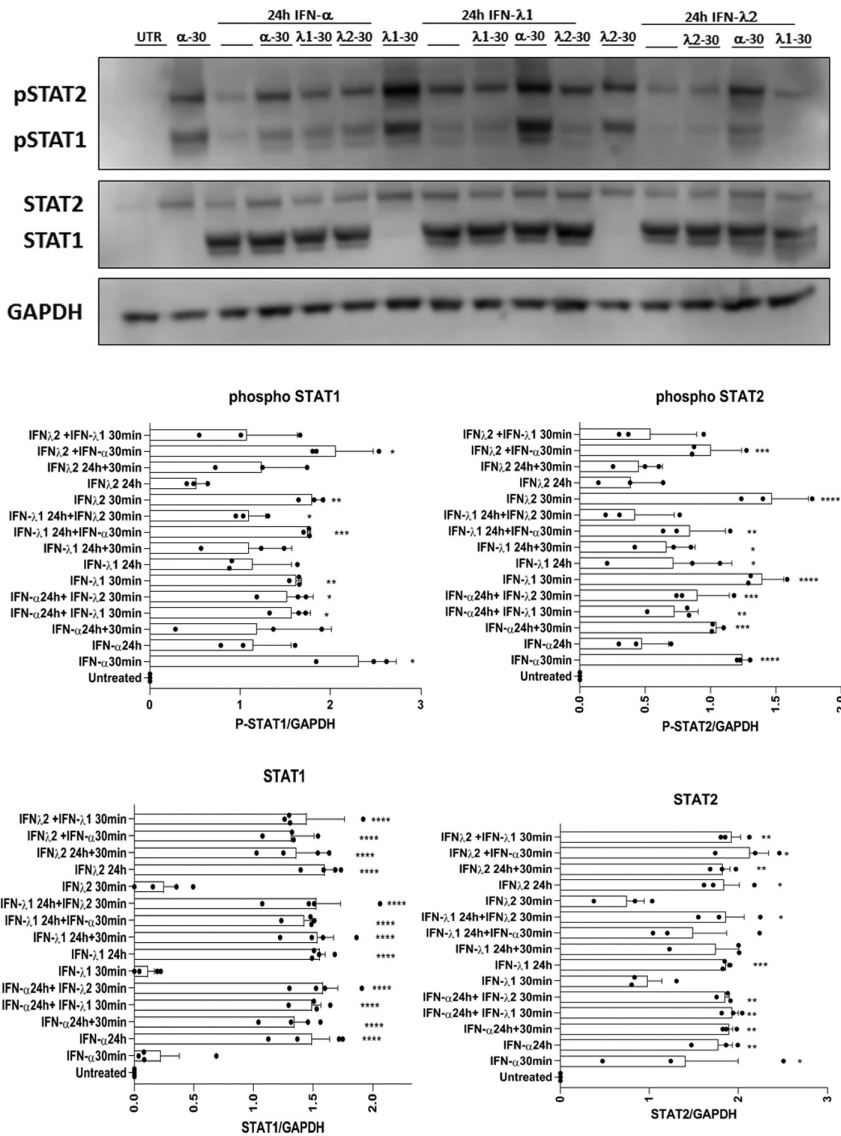 24h IFN-α 24h IFN-λ1 24h IFN-λ2
UTR α-30 α-30 λ1-30 λ2-30 λ1-30 λ1-30 α-30 λ2-30 λ2-30 λ2-30 α-30 λ1-30
pSTAT2
pSTAT1
STAT2
STAT1
GAPDH
phospho STAT1
IFNλ2 +IFN-λ1 30min
IFNλ2 +IFN-α30min *
IFNλ2 24h+30min
IFNλ2 24h
IFNλ2 30min **
IFN-λ1 24h+IFNλ2 30min *
IFN-λ1 24h+IFN-α30min ***
IFN-λ1 24h+30min
IFN-λ1 24h
IFN-λ1 30min **
IFN-α24h+ IFN-λ2 30min *
IFN-α24h+ IFN-λ1 30min *
IFN-α24h+30min
IFN-α24h
IFN-α30min *
Untreated
0 1 2 3
P-STAT1/GAPDH
phospho STAT2
IFNλ2 +IFN-λ1 30min
IFNλ2 +IFN-α30min ***
IFNλ2 24h+30min
IFNλ2 24h
IFNλ2 30min ****
IFN-λ1 24h+IFNλ2 30min
IFN-λ1 24h+IFN-α30min **
IFN-λ1 24h+30min *
IFN-λ1 24h *
IFN-λ1 30min ****
IFN-α24h+ IFN-λ2 30min ***
IFN-α24h+ IFN-λ1 30min **
IFN-α24h+30min ***
IFN-α24h
IFN-α30min ****
Untreated
0.0 0.5 1.0 1.5 2.0
P-STAT2/GAPDH
STAT1
IFNλ2 +IFN-λ1 30min ****
IFNλ2 +IFN-α30min ****
IFNλ2 24h+30min ****
IFNλ2 24h ****
IFNλ2 30min
IFN-λ1 24h+IFNλ2 30min ****
IFN-λ1 24h+IFN-α30min ****
IFN-λ1 24h+30min ****
IFN-λ1 24h ****
IFN-λ1 30min
IFN-α24h+ IFN-λ2 30min ****
IFN-α24h+ IFN-λ1 30min ****
IFN-α24h+30min ****
IFN-α24h ****
IFN-α30min
Untreated
0.0 0.5 1.0 1.5 2.0
STAT1/GAPDH
STAT2
IFNλ2 +IFN-λ1 30min **
IFNλ2 +IFN-α30min *
IFNλ2 24h+30min **
IFNλ2 24h *
IFNλ2 30min
IFN-λ1 24h+IFNλ2 30min *
IFN-λ1 24h+IFN-α30min
IFN-λ1 24h+30min
IFN-λ1 24h ***
IFN-λ1 30min
IFN-α24h+ IFN-λ2 30min **
IFN-α24h+ IFN-λ1 30min **
IFN-α24h+30min **
IFN-α24h **
IFN-α30min *
Untreated
0 1 2 3
STAT2/GAPDH